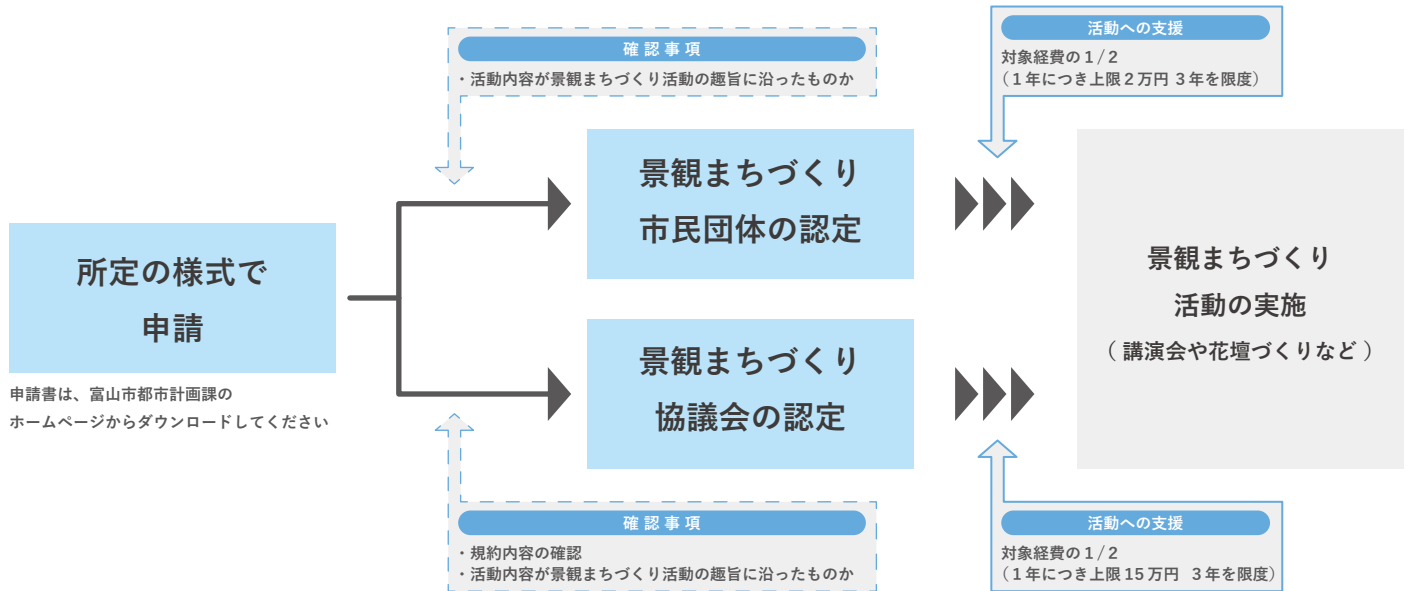 確認事項
・活動内容が景観まちづくり活動の趣旨に沿ったものか
活動への支援
対象経費の1/2
（1年につき上限2万円 3年を限度）
所定の様式で
申請
申請書は、富山市都市計画課の
ホームページからダウンロードしてください
景観まちづくり
市民団体の認定
景観まちづくり
協議会の認定
景観まちづくり
活動の実施
（ 講演会や花壇づくりなど ）
確認事項
・規約内容の確認
・活動内容が景観まちづくり活動の趣旨に沿ったものか
活動への支援
対象経費の1/2
（1年につき上限15万円 3年を限度）